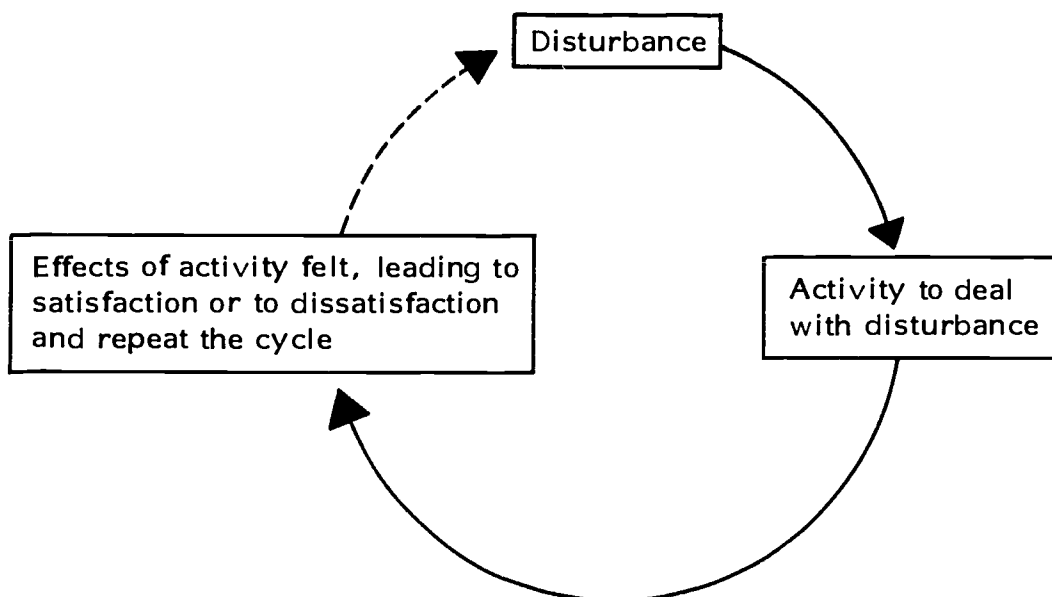 Disturbance
Activity to deal
with disturbance
Effects of activity felt, leading to
satisfaction or to dissatisfaction
and repeat the cycle